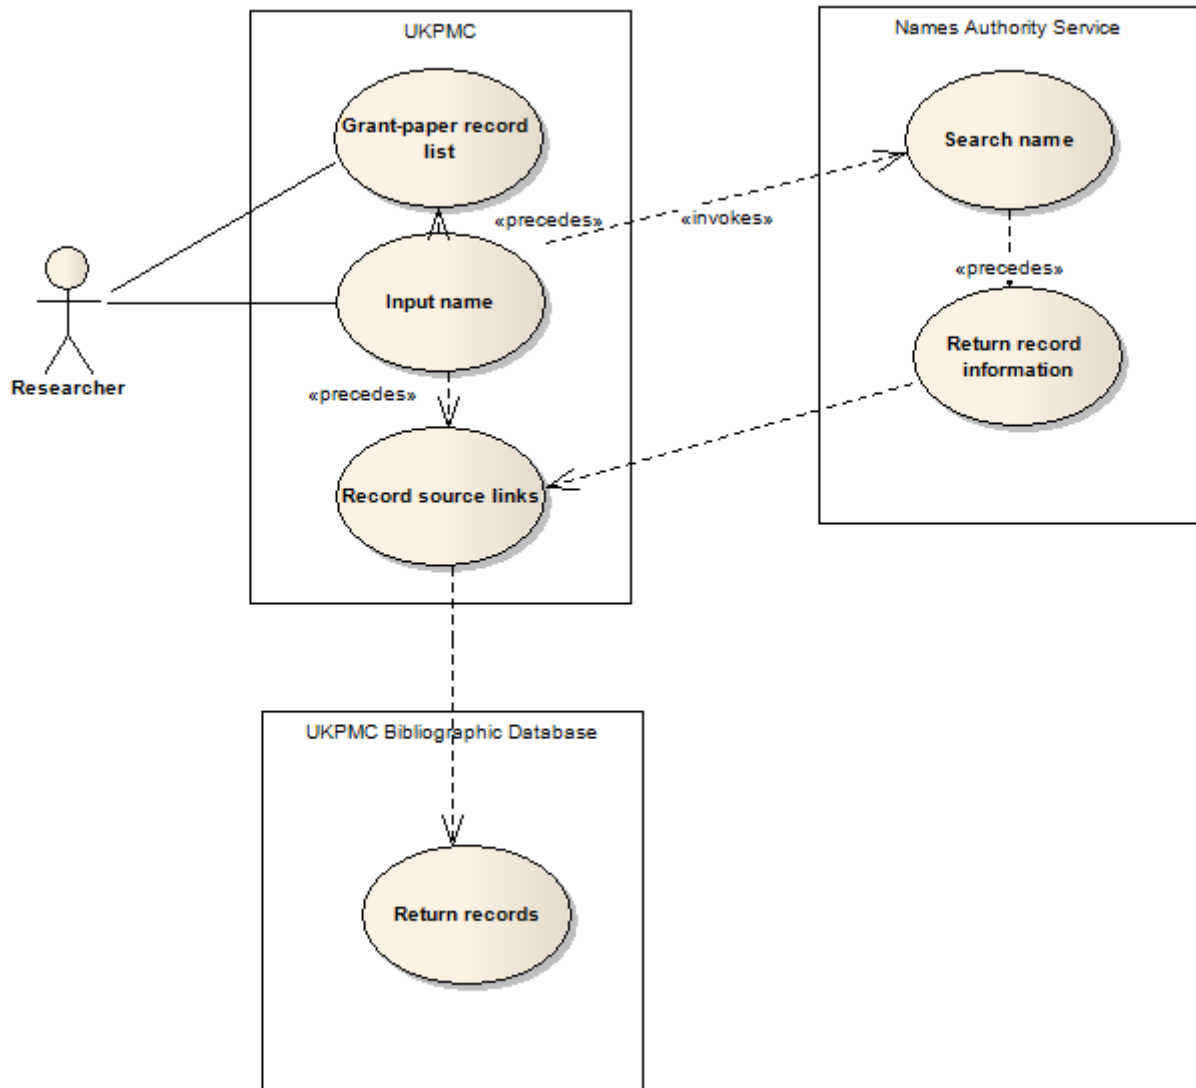 UKPMC
Names Authority Service
Grant-paper record
list
Search name
«precedes»
«invokes»
«precedes»
Input name
Return record
information
Researcher
«precedes»
Record source links
UKPMC Bibliographic Database
Return records